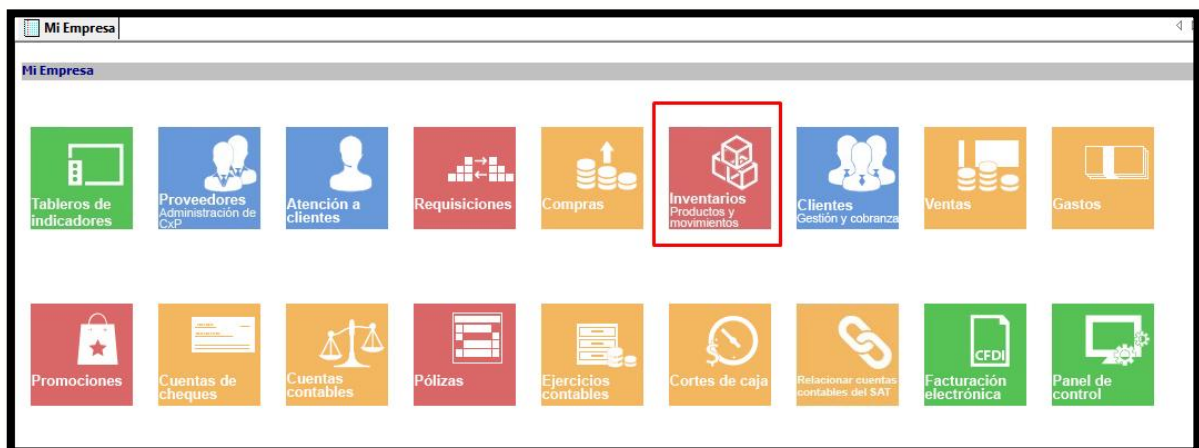 Mi Empresa
Mi Empresa
Tableros de
indicadores
Proveedores
Administración de
CxP
Atención a
clientes
Requisiciones
Compras
Inventarios
Productos y
movimientos
Clientes
Gestión y cobranza
Ventas
Gastos
Promociones
Cuentas de
cheques
Cuentas
contables
Pólizas
Ejercicios
contables
Cortes de caja
Relacionar cuentas
contables del SAT
CFDI
Facturación
electrónica
Panel de
control